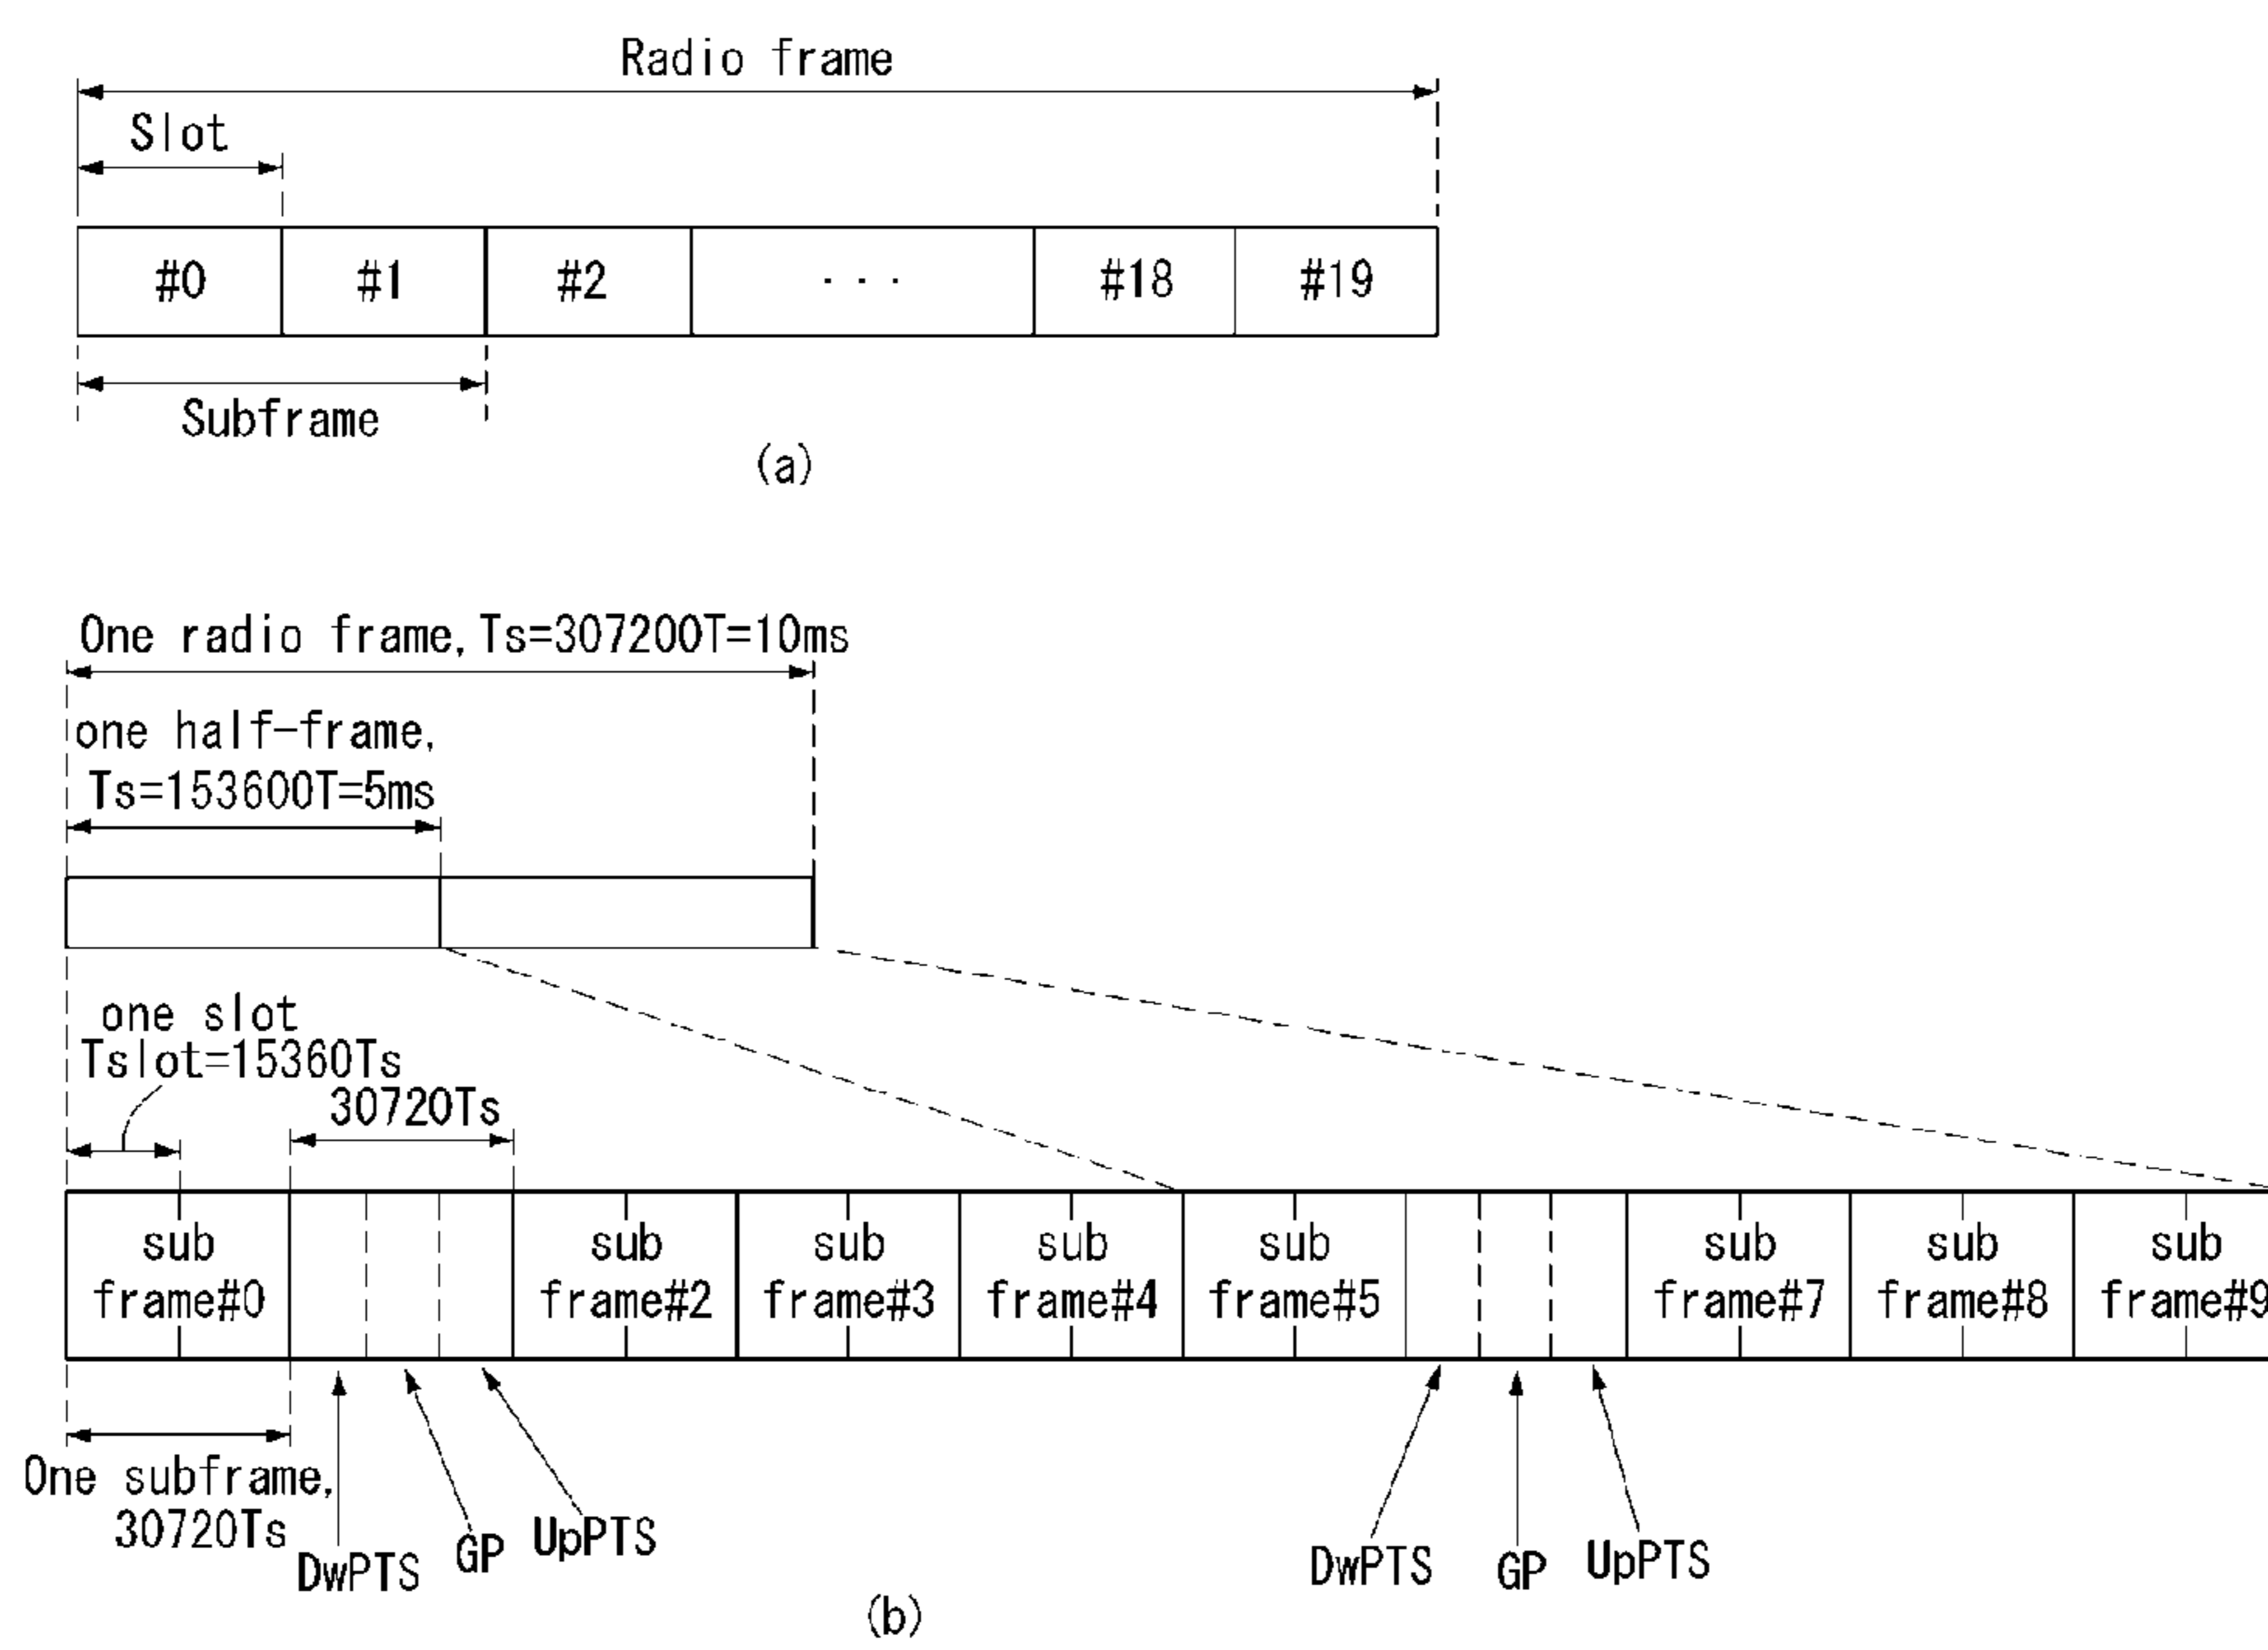 Radio frame
Slot
#0 #1 #2 ... #18 #19
Subframe
(a)
One radio frame, Ts=307200T=10ms
one half-frame,
Ts=153600T=5ms
one slot
Tslot=15360Ts
30720Ts
sub sub sub sub sub sub sub sub
frame#0 frame#2 frame#3 frame#4 frame#5 frame#7 frame#8 frame#9
One subframe,
30720Ts
DwPTS GP UpPTS DwPTS GP UpPTS
(b)